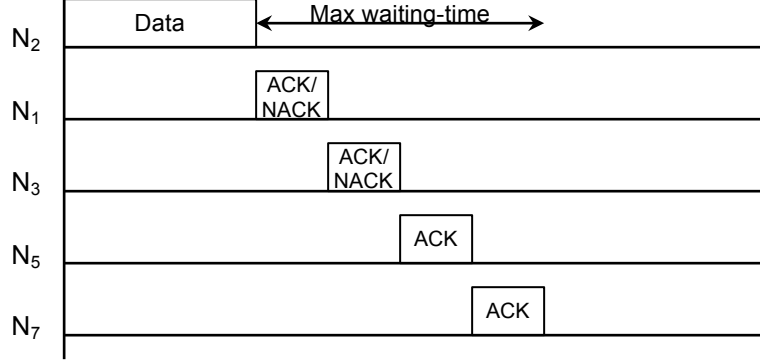 Data
Max waiting-time
N2
ACK/
NACK
N1
ACK/
NACK
N3
ACK
N5
ACK
N7